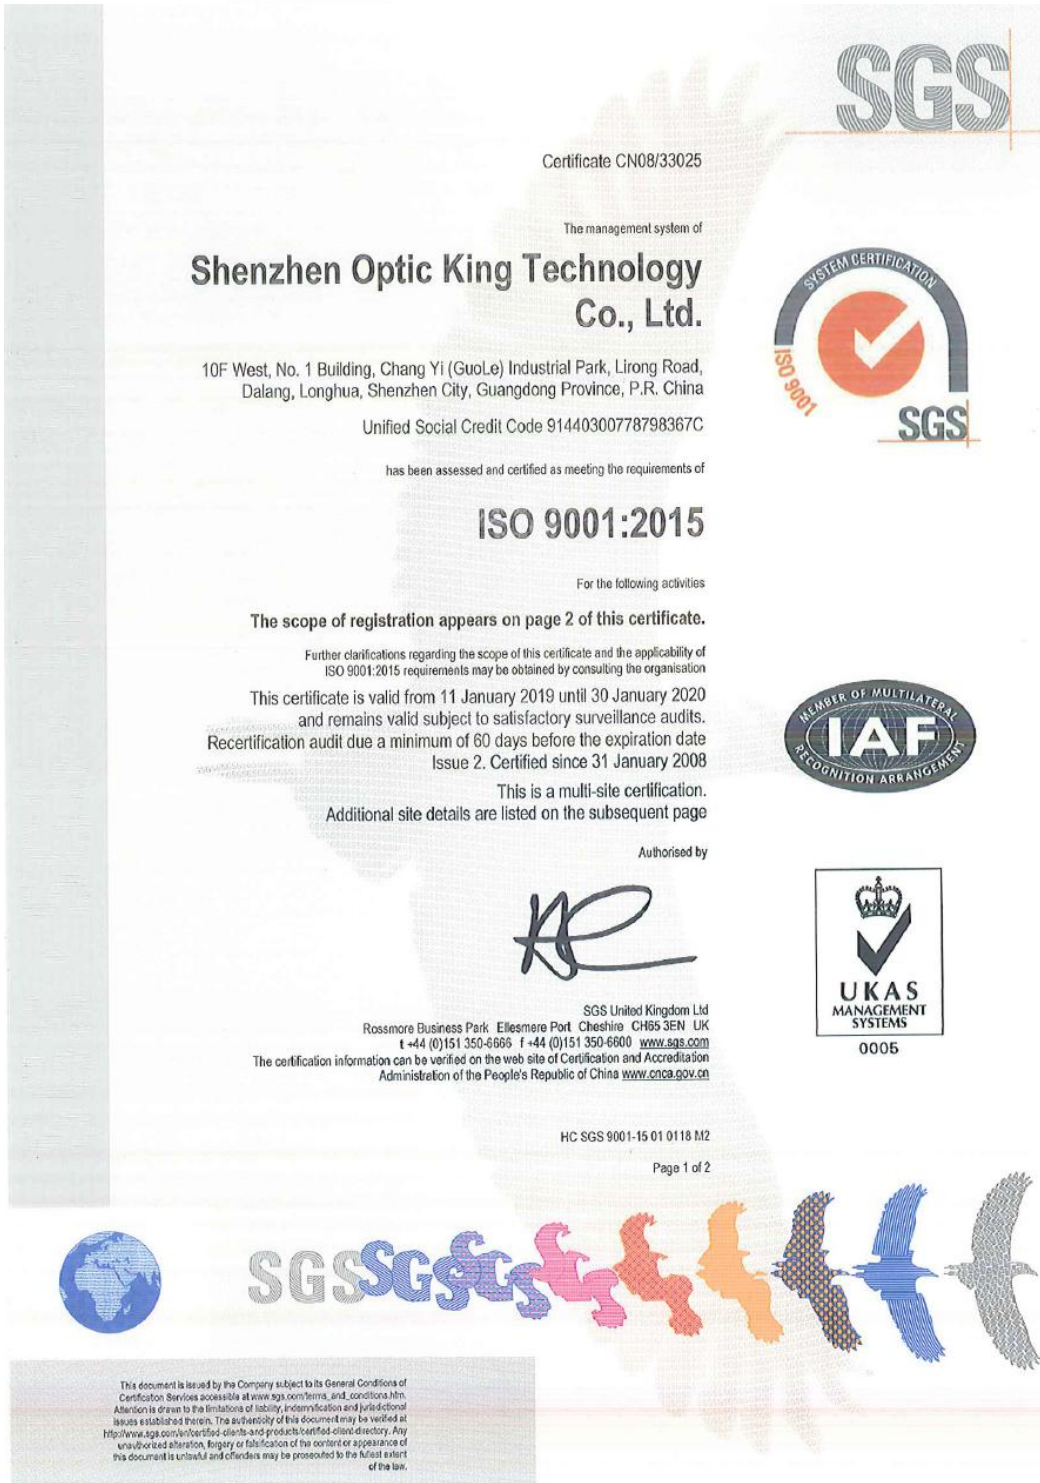 SGS
Certificate CN08/33025
The management system of
Shenzhen Optic King Technology
Co., Ltd.
10F West, No. 1 Building, Chang Yi (GuoLe) Industrial Park, Lirong Road,
Dalang, Longhua, Shenzhen City, Guangdong Province, P.R. China
Unified Social Credit Code 91440300778798367C
has been assessed and certified as meeting the requirements of
ISO 9001:2015
For the following activities
The scope of registration appears on page 2 of this certificate.
Further clarifications regarding the scope of this certificate and the applicability of
ISO 9001:2015 requirements may be obtained by consulting the organisation
This certificate is valid from 11 January 2019 until 30 January 2020
and remains valid subject to satisfactory surveillance audits.
Recertification audit due a minimum of 60 days before the expiration date
Issue 2. Certified since 31 January 2008
This is a multi-site certification.
Additional site details are listed on the subsequent page
Authorised by
SGS United Kingdom Ltd
Rossmore Business Park Ellesmere Port Cheshire CH65 3EN UK
t +44 (0)151 350-6666 f +44 (0)151 350-6600 www.sgs.com
The certification information can be verified on the web site of Certification and Accreditation
Administration of the People's Republic of China www.cnca.gov.cn
HC SGS 9001-15 01 0118 M2
Page 1 of 2
SYSTEM CERTIFICATION
ISO 9001
SGS
MEMBER OF MULTILATERAL
IAF
RECOGNITION ARRANGEMENT
UKAS
MANAGEMENT
SYSTEMS
0005
SGS SGS SGS
This document is issued by the Company subject to its General Conditions of
Certification Services accessible at www.sgs.com/terms_and_conditions.htm.
Attention is drawn to the limitations of liability, indemnification and jurisdictional
issues established therein. The authenticity of this document may be verified at
http://www.sgs.com/en/certified-clients-and-products/certified-client-directory. Any
unauthorized alteration, forgery or falsification of the content or appearance of
this document is unlawful and offenders may be prosecuted to the fullest extent
of the law.